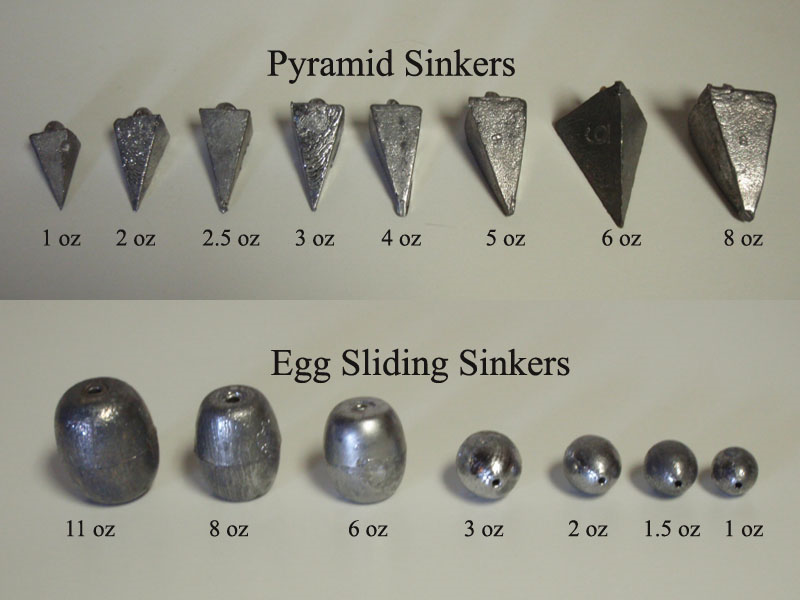 Pyramid Sinkers
1 oz 2 oz 2.5 oz 3 oz 4 oz 5 oz 6 oz 8 oz
Egg Sliding Sinkers
11 oz 8 oz 6 oz 3 oz 2 oz 1.5 oz 1 oz